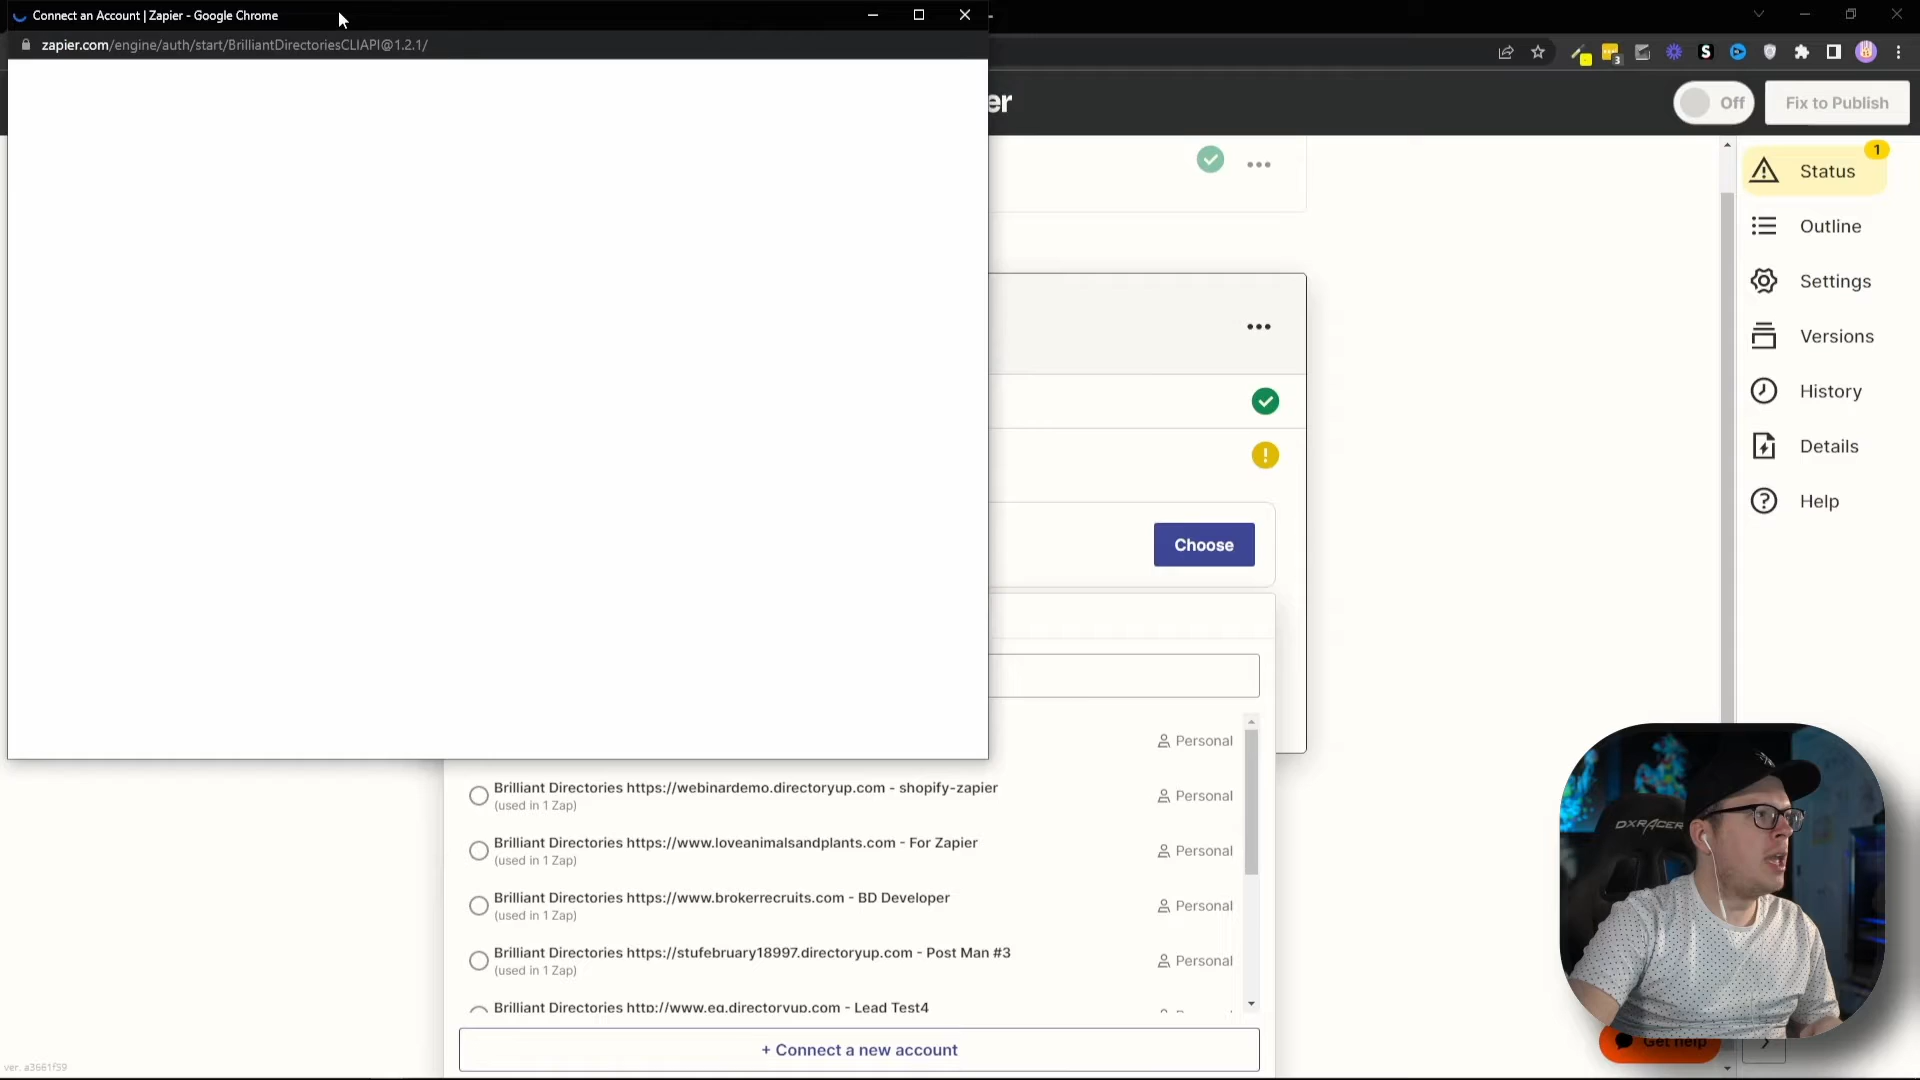 Connect an Account | Zapier - Google Chrome
zapier.com/engine/auth/start/BrilliantDirectoriesCLIAPI@1.2.1/
3
S
er
Off
Fix to Publish
1
Status
Outline
Settings
Versions
History
Details
Help
Choose
Personal
Brilliant Directories https://webinardemo.directoryup.com - shopify-zapier
(used in 1 Zap)
Personal
Brilliant Directories https://www.loveanimalsandplants.com - For Zapier
(used in 1 Zap)
Personal
Brilliant Directories https://www.brokerrecruits.com - BD Developer
(used in 1 Zap)
Personal
Brilliant Directories https://stufebruary18997.directoryup.com - Post Man #3
(used in 1 Zap)
Personal
Brilliant Directories http://www.eg.directoryup.com - Lead Test4
+ Connect a new account
DXRACER
Get help
ver. a3661f59